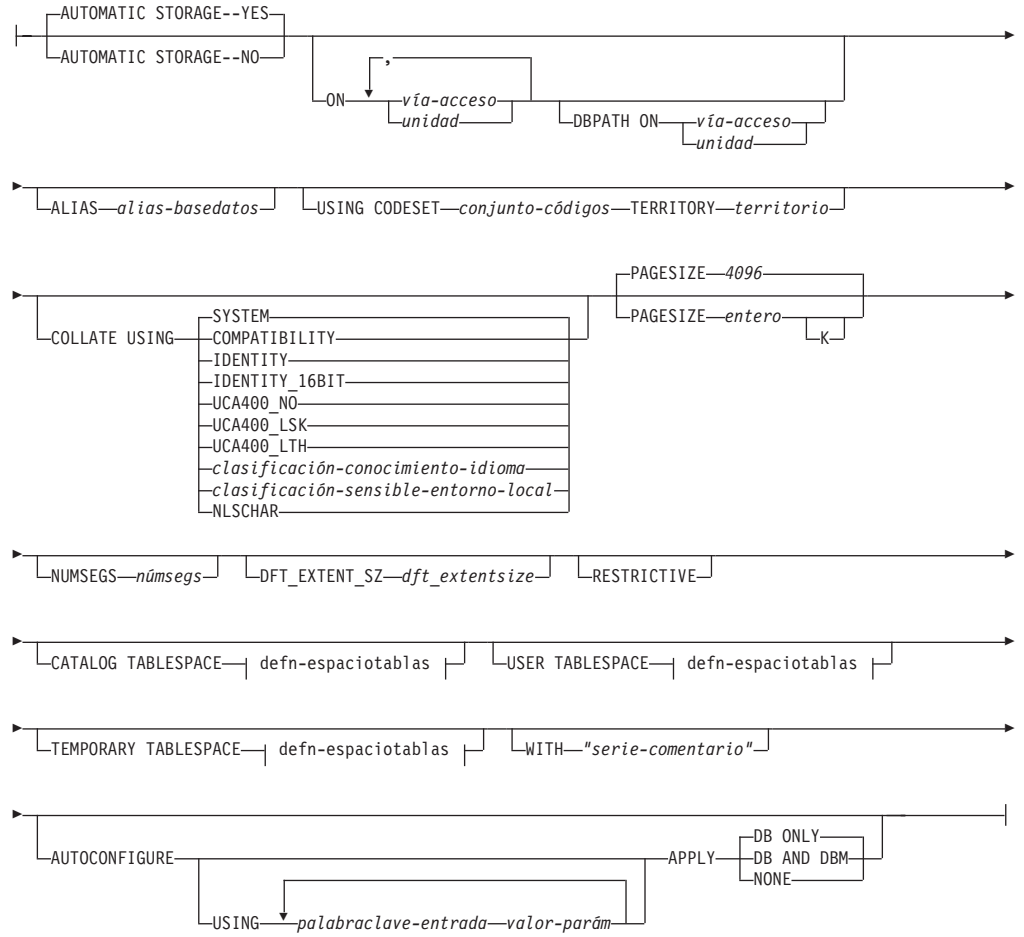 AUTOMATIC STORAGE--YES
AUTOMATIC STORAGE--NO
,
ON vía-acceso
unidad
DBPATH ON vía-acceso
unidad
ALIAS alias-basedatos USING CODESET conjunto-códigos TERRITORY territorio
PAGESIZE 4096
COLLATE USING
SYSTEM
COMPATIBILITY
IDENTITY
IDENTITY_16BIT
UCA400_NO
UCA400_LSK
UCA400_LTH
clasificación-conocimiento-idioma
clasificación-sensible-entorno-local
NLSCHAR
PAGESIZE entero
K
NUMSEGS númsegs DFT_EXTENT_SZ dft_extentsize RESTRICTIVE
CATALOG TABLESPACE defn-espaciotablas USER TABLESPACE defn-espaciotablas
TEMPORARY TABLESPACE defn-espaciotablas WITH "serie-comentario"
AUTOCONFIGURE
USING palabraclave-entrada valor-parám
APPLY
DB ONLY
DB AND DBM
NONE